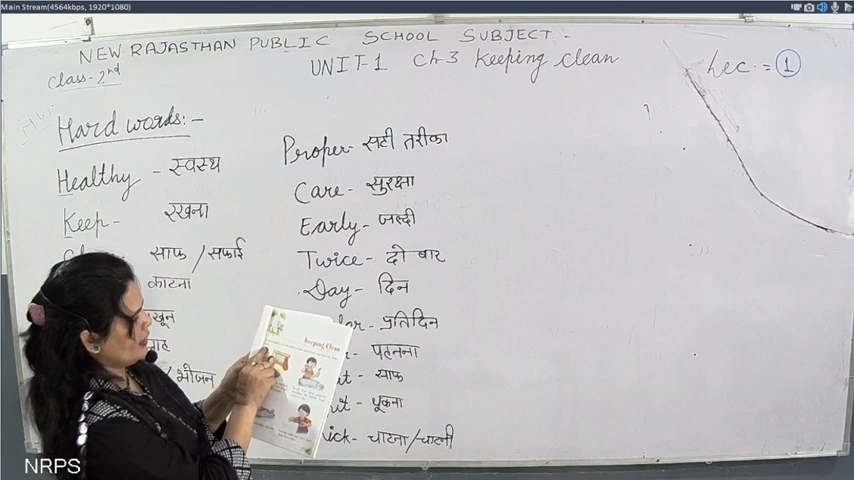 Main Stream(4564kbps, 1920*1080)
NEW RAJASTHAN PUBLIC SCHOOL SUBJECT -
Class-2nd
UNIT-1 Ch-3 Keeping Clean
Lec. = 1
Hard words:-
Healthy - स्वस्थ
Keep - रखना
साफ / सफाई
काटना
/ भोजन
Proper - सही तरीका
Care - सुरक्षा
Early - जल्दी
Twice - दो बार
Day - दिन
- प्रतिदिन
- पहनना
- साफ
- थूकना
- चाटना/चाटनी
Keeping Clean
NRPS